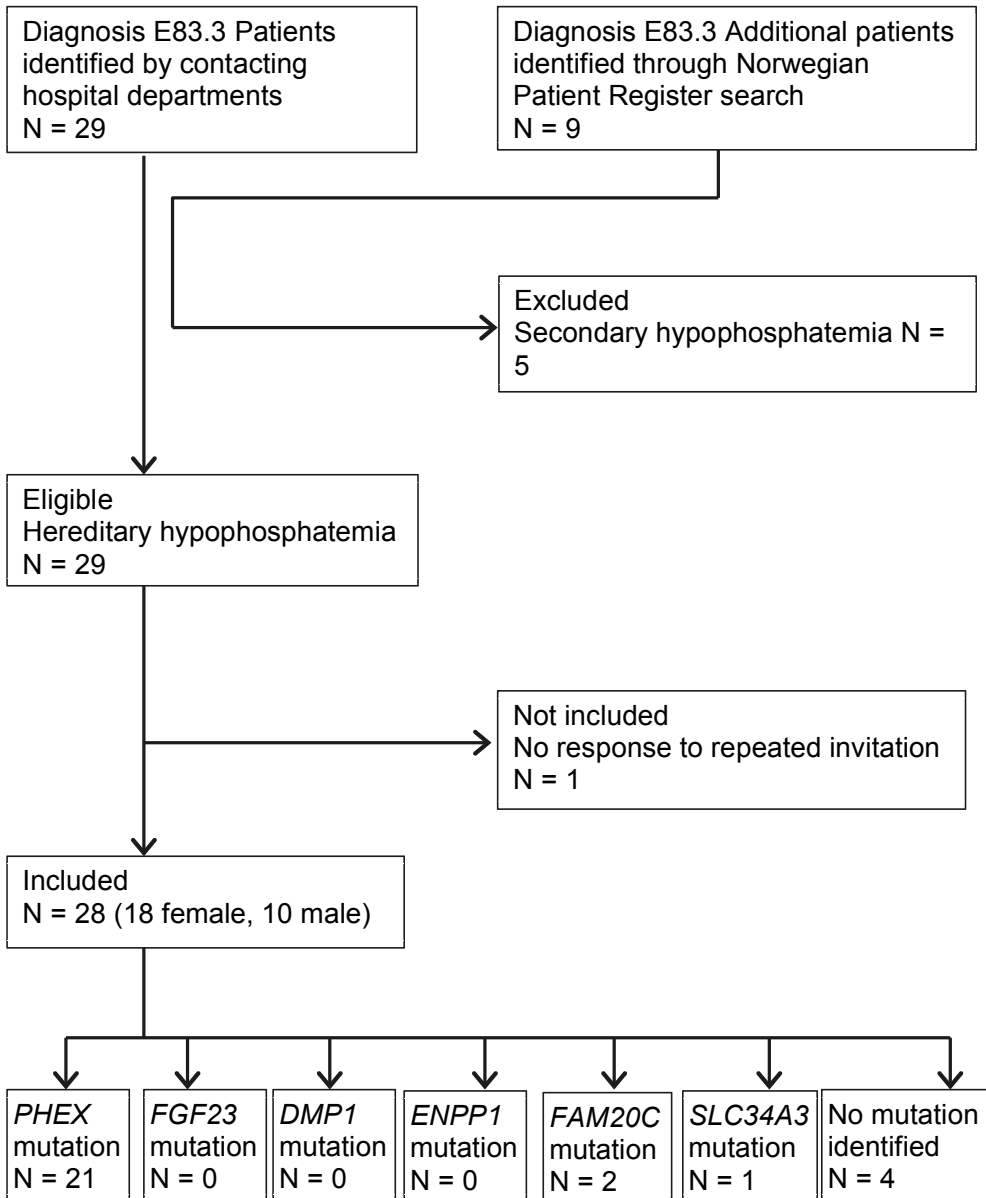 Diagnosis E83.3 Patients
identified by contacting
hospital departments
N = 29
Diagnosis E83.3 Additional patients
identified through Norwegian
Patient Register search
N = 9
Excluded
Secondary hypophosphatemia N =
5
Eligible
Hereditary hypophosphatemia
N = 29
Not included
No response to repeated invitation
N = 1
Included
N = 28 (18 female, 10 male)
PHEX
mutation
N = 21
FGF23
mutation
N = 0
DMP1
mutation
N = 0
ENPP1
mutation
N = 0
FAM20C
mutation
N = 2
SLC34A3
mutation
N = 1
No mutation
identified
N = 4